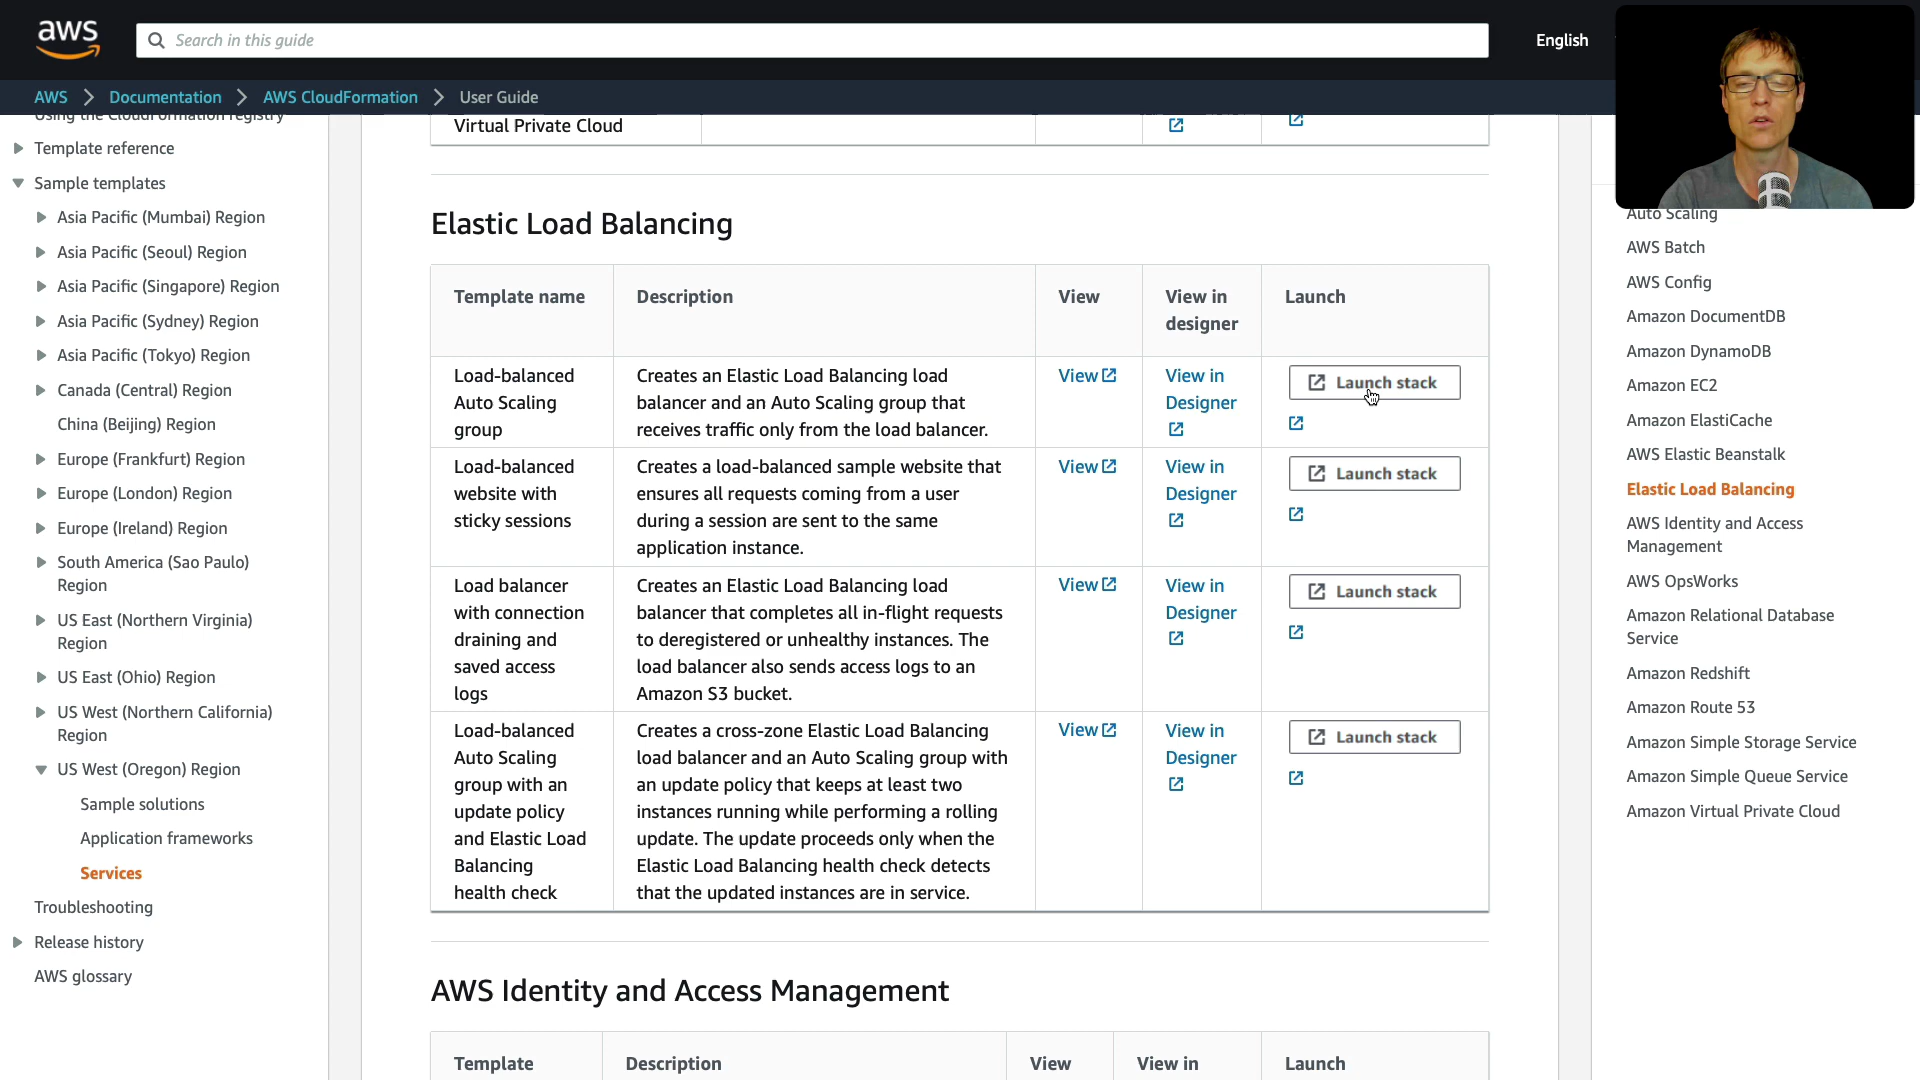 aws
Search in this guide
English
AWS
Documentation
AWS CloudFormation
User Guide
Using the CloudFormation registry
Template reference
Sample templates
Asia Pacific (Mumbai) Region
Asia Pacific (Seoul) Region
Asia Pacific (Singapore) Region
Asia Pacific (Sydney) Region
Asia Pacific (Tokyo) Region
Canada (Central) Region
China (Beijing) Region
Europe (Frankfurt) Region
Europe (London) Region
Europe (Ireland) Region
South America (Sao Paulo)
Region
US East (Northern Virginia)
Region
US East (Ohio) Region
US West (Northern California)
Region
US West (Oregon) Region
Sample solutions
Application frameworks
Services
Troubleshooting
Release history
AWS glossary
Virtual Private Cloud
Elastic Load Balancing
Template name
Description
View
View in
designer
Launch
Load-balanced
Auto Scaling
group
Creates an Elastic Load Balancing load
balancer and an Auto Scaling group that
receives traffic only from the load balancer.
View
View in
Designer
Launch stack
Load-balanced
website with
sticky sessions
Creates a load-balanced sample website that
ensures all requests coming from a user
during a session are sent to the same
application instance.
View
View in
Designer
Launch stack
Load balancer
with connection
draining and
saved access
logs
Creates an Elastic Load Balancing load
balancer that completes all in-flight requests
to deregistered or unhealthy instances. The
load balancer also sends access logs to an
Amazon S3 bucket.
View
View in
Designer
Launch stack
Load-balanced
Auto Scaling
group with an
update policy
and Elastic Load
Balancing
health check
Creates a cross-zone Elastic Load Balancing
load balancer and an Auto Scaling group with
an update policy that keeps at least two
instances running while performing a rolling
update. The update proceeds only when the
Elastic Load Balancing health check detects
that the updated instances are in service.
View
View in
Designer
Launch stack
AWS Identity and Access Management
Template
Description
View
View in
Launch
Auto Scaling
AWS Batch
AWS Config
Amazon DocumentDB
Amazon DynamoDB
Amazon EC2
Amazon ElastiCache
AWS Elastic Beanstalk
Elastic Load Balancing
AWS Identity and Access
Management
AWS OpsWorks
Amazon Relational Database
Service
Amazon Redshift
Amazon Route 53
Amazon Simple Storage Service
Amazon Simple Queue Service
Amazon Virtual Private Cloud